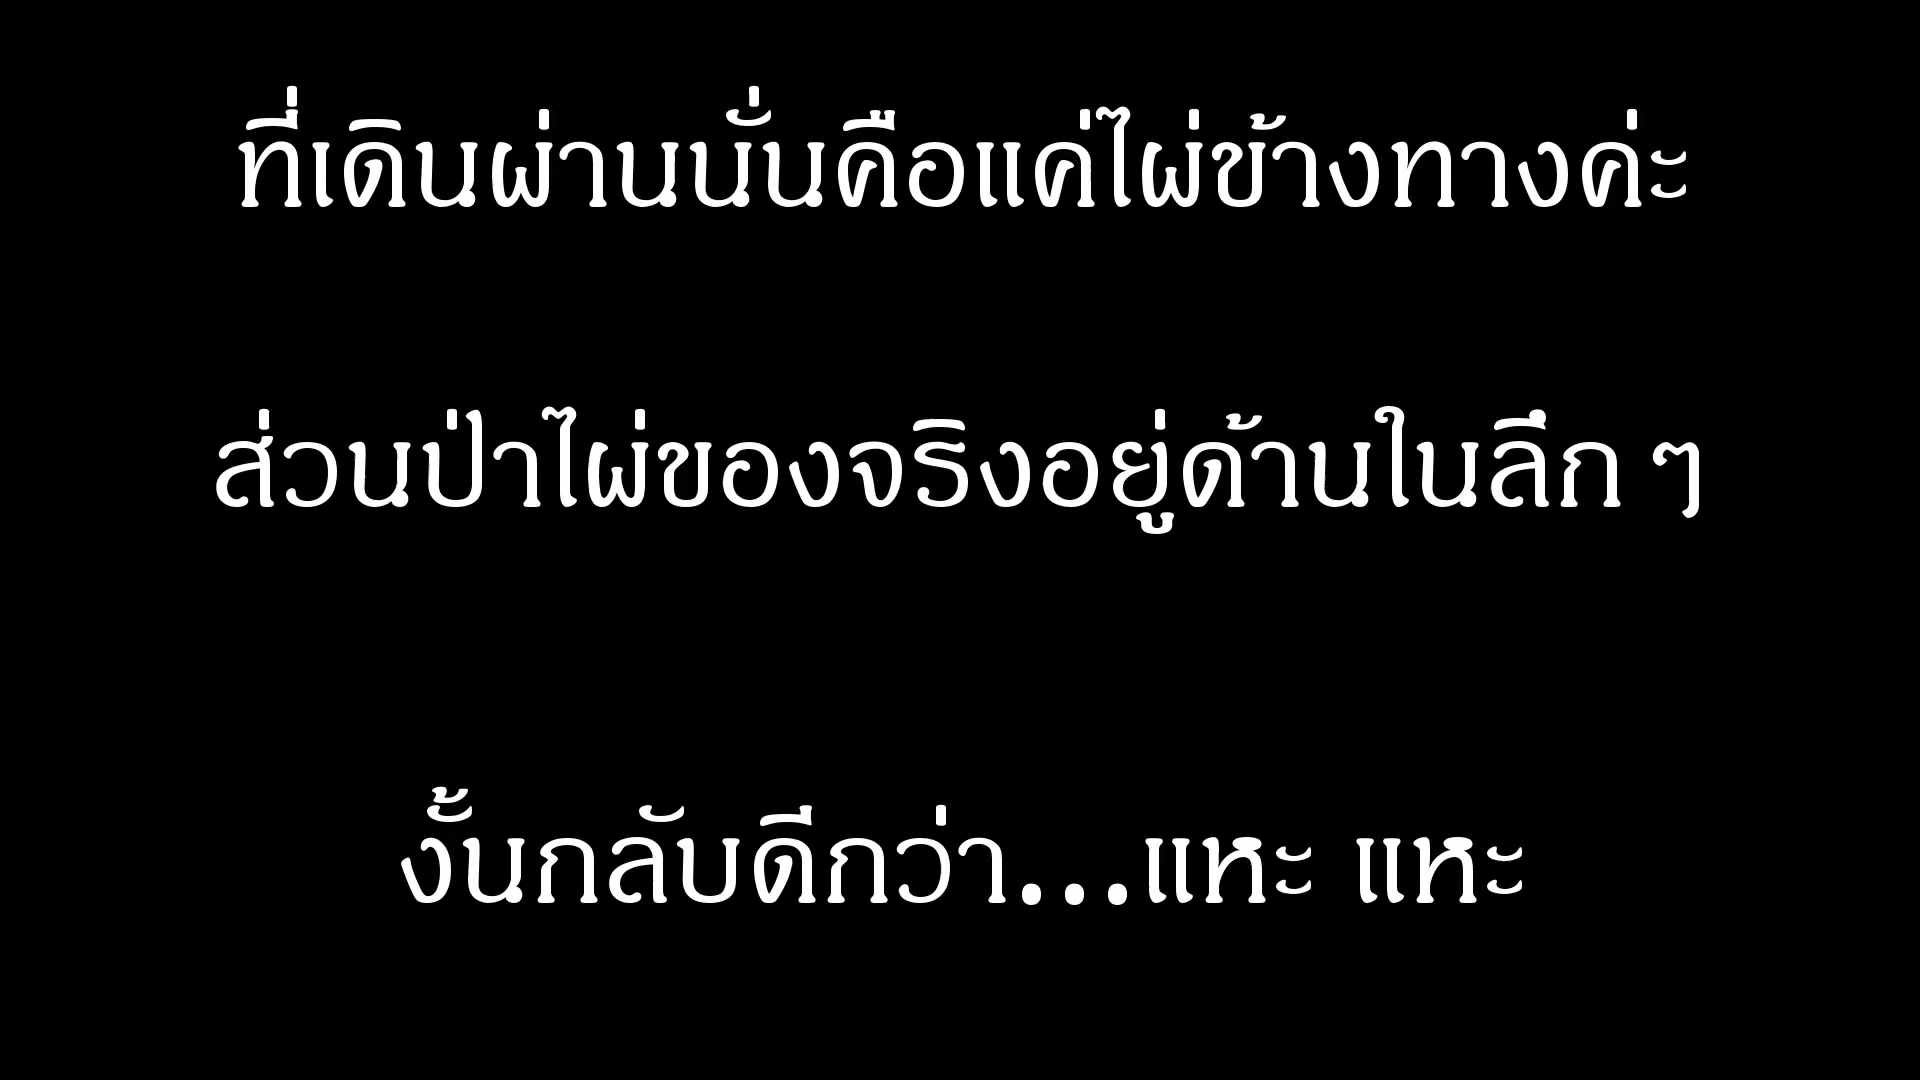 ที่เดินผ่านนั่นคือแค่ไผ่ข้างทางค่ะ
ส่วนป่าไผ่ของจริงอยู่ด้านในลึก ๆ
งั้นกลับดีกว่า...แหะ แหะ